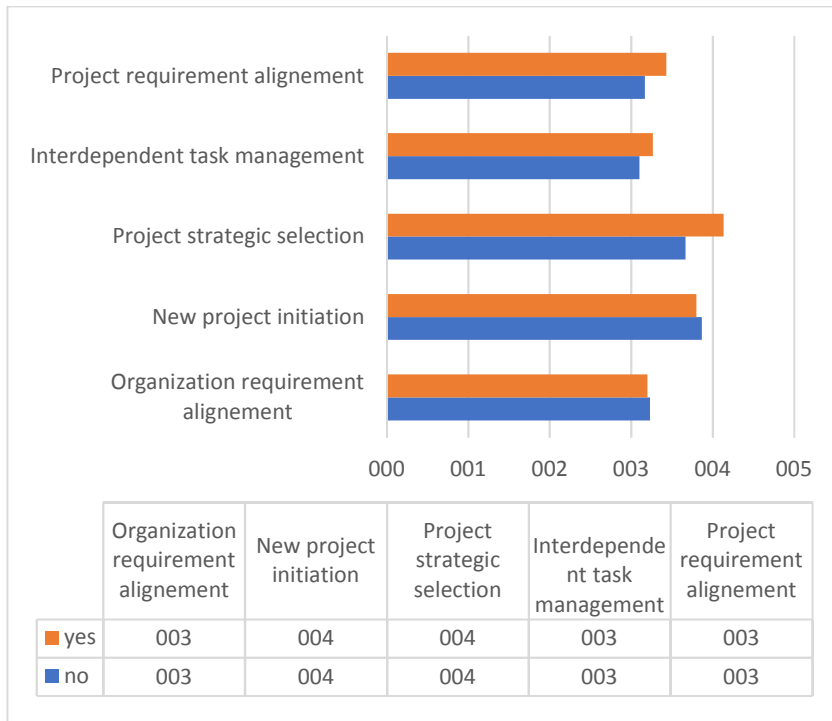 Project requirement alignement
Interdependent task management
Project strategic selection
New project initiation
Organization requirement
alignement
000 001 002 003 004 005
Organization
requirement
alignement
New project
initiation
Project
strategic
selection
Interdepende
nt task
management
Project
requirement
alignement
yes 003 004 004 003 003
no 003 004 004 003 003